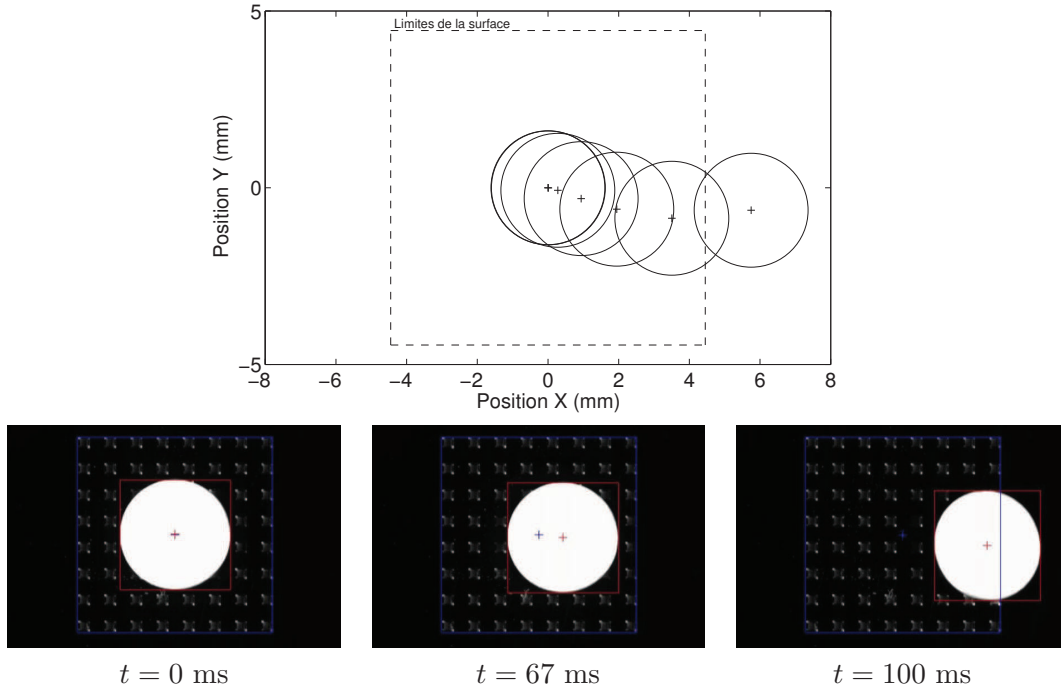 5
Limites de la surface
0
−5
Position Y (mm)
−8 −6 −4 −2 0 2 4 6 8
Position X (mm)
t = 0 ms t = 67 ms t = 100 ms